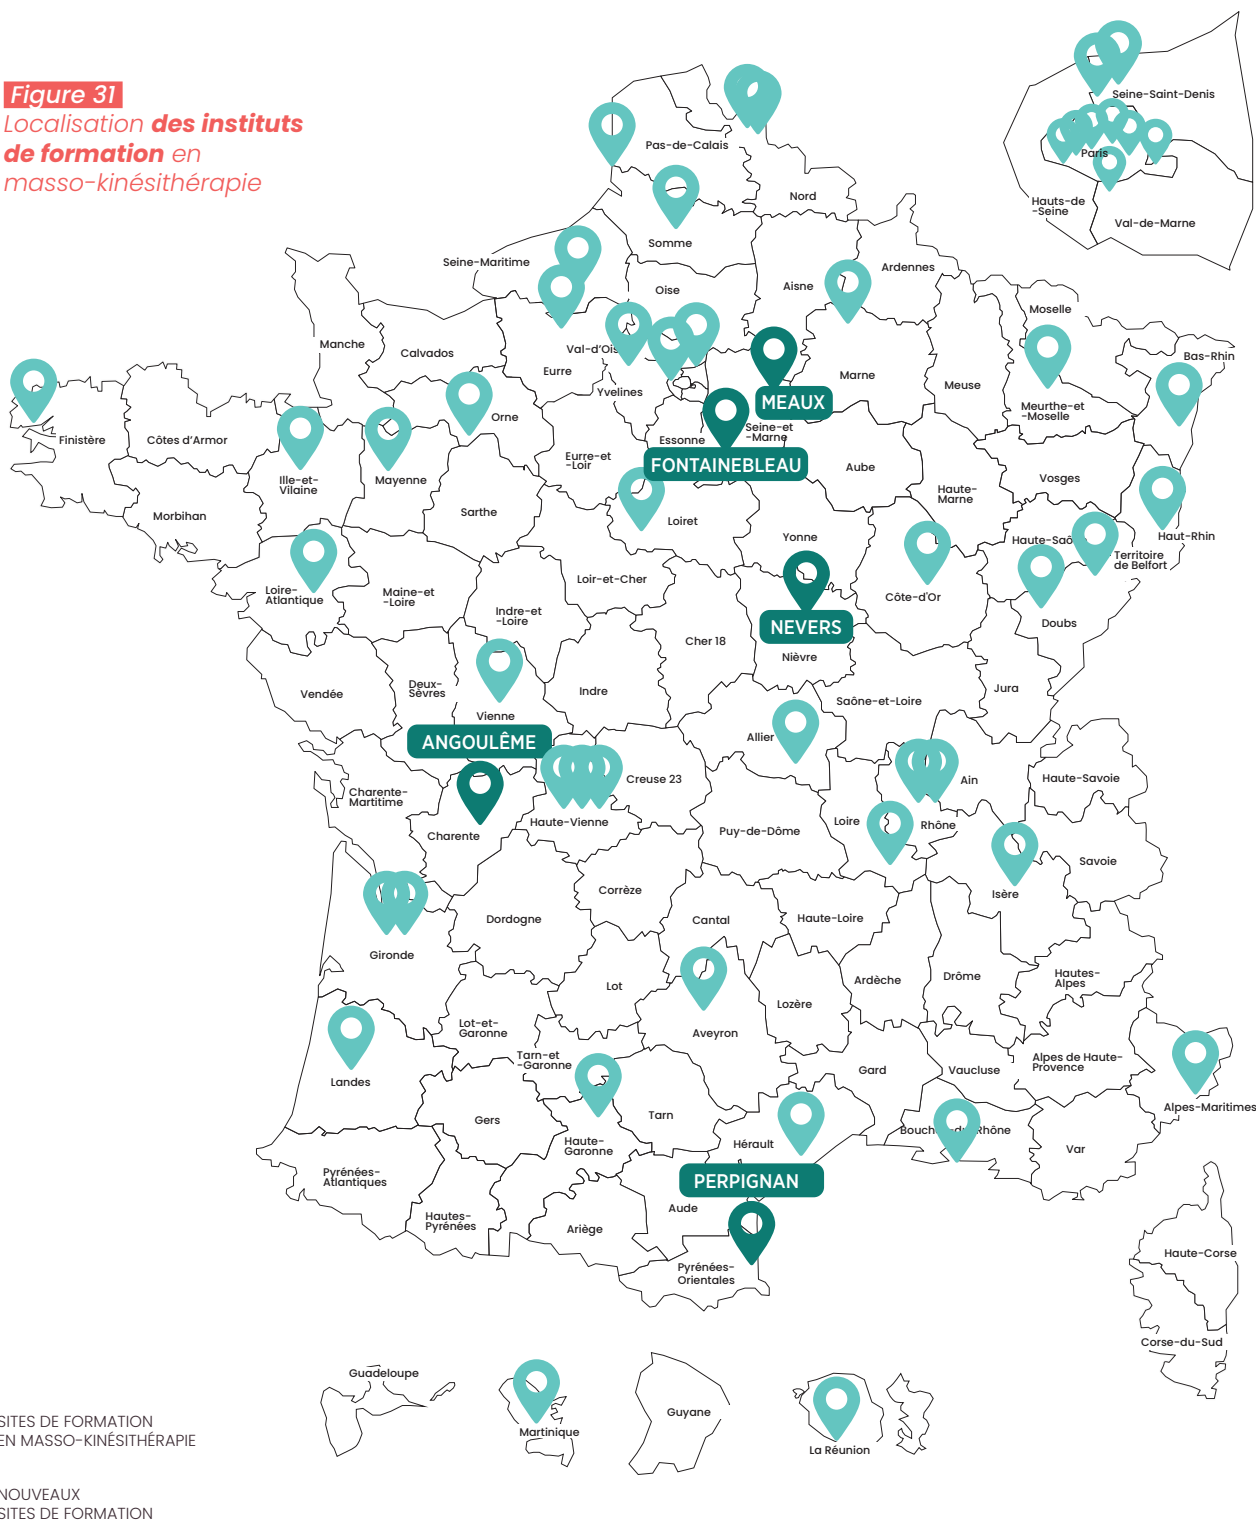 Figure 31
Localisation des instituts
de formation en
masso-kinésithérapie
Seine-Saint-Denis
Paris
Hauts-de
-Seine
Val-de-Marne
Pas-de-Calais
Nord
Somme
Seine-Maritime
Oise
Aisne
Ardennes
Moselle
Manche
Calvados
Val-d'Ois
Eurre
Yvelines
Marne
Meuse
Bas-Rhin
MEAUX
Meurthe-et
-Moselle
Orne
Finistère
Côtes d'Armor
Essonne
Seine-et
-Marne
FONTAINEBLEAU
Eurre-et
-Loir
Aube
Vosges
Ille-et-
Vilaine
Mayenne
Haute-
Marne
Morbihan
Sarthe
Loiret
Yonne
Haute-Saô
Haut-Rhin
Territoire
de Belfort
Loir-et-Cher
Loire-
Atlantique
Maine-et
-Loire
Côte-d'Or
Indre-et
-Loire
NEVERS
Doubs
Cher 18
Nièvre
Vendée
Deux-
Sèvres
Indre
Jura
Saône-et-Loire
Vienne
Allier
ANGOULÊME
Creuse 23
Ain
Haute-Savoie
Charente-
Martitime
Haute-Vienne
Charente
Puy-de-Dôme
Loire
Rhône
Savoie
Corrèze
Isère
Dordogne
Cantal
Haute-Loire
Gironde
Lot
Ardèche
Drôme
Hautes-
Alpes
Lozère
Lot-et-
Garonne
Aveyron
Tarn-et
-Garonne
Landes
Gard
Vaucluse
Alpes de Haute-
Provence
Alpes-Maritimes
Gers
Tarn
Bouch
du
Rhône
Haute-
Garonne
Hérault
Var
Pyrénées-
Atlantiques
PERPIGNAN
Aude
Hautes-
Pyrénées
Ariège
Pyrénées-
Orientales
Haute-Corse
Corse-du-Sud
Guadeloupe
Martinique
Guyane
La Réunion
SITES DE FORMATION
EN MASSO-KINÉSITHÉRAPIE
NOUVEAUX
SITES DE FORMATION